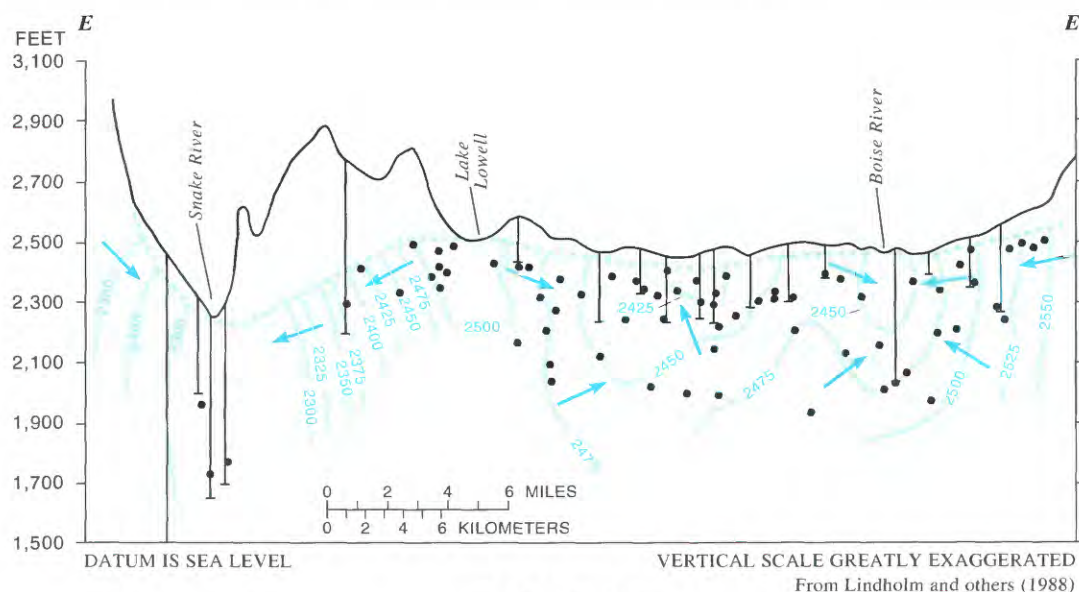 E
E
FEET
3,100
2,900
2,700
2,500
2,300
2,100
1,900
1,700
1,500
Snake River
Lake
Lowell
Boise River
2300
2325
2350
2375
2400
2425
2450
2475
2500
2425
2450
2475
247
2450
2500
2525
2550
0 2 4 6 MILES
0 2 4 6 KILOMETERS
DATUM IS SEA LEVEL
VERTICAL SCALE GREATLY EXAGGERATED
From Lindholm and others (1988)